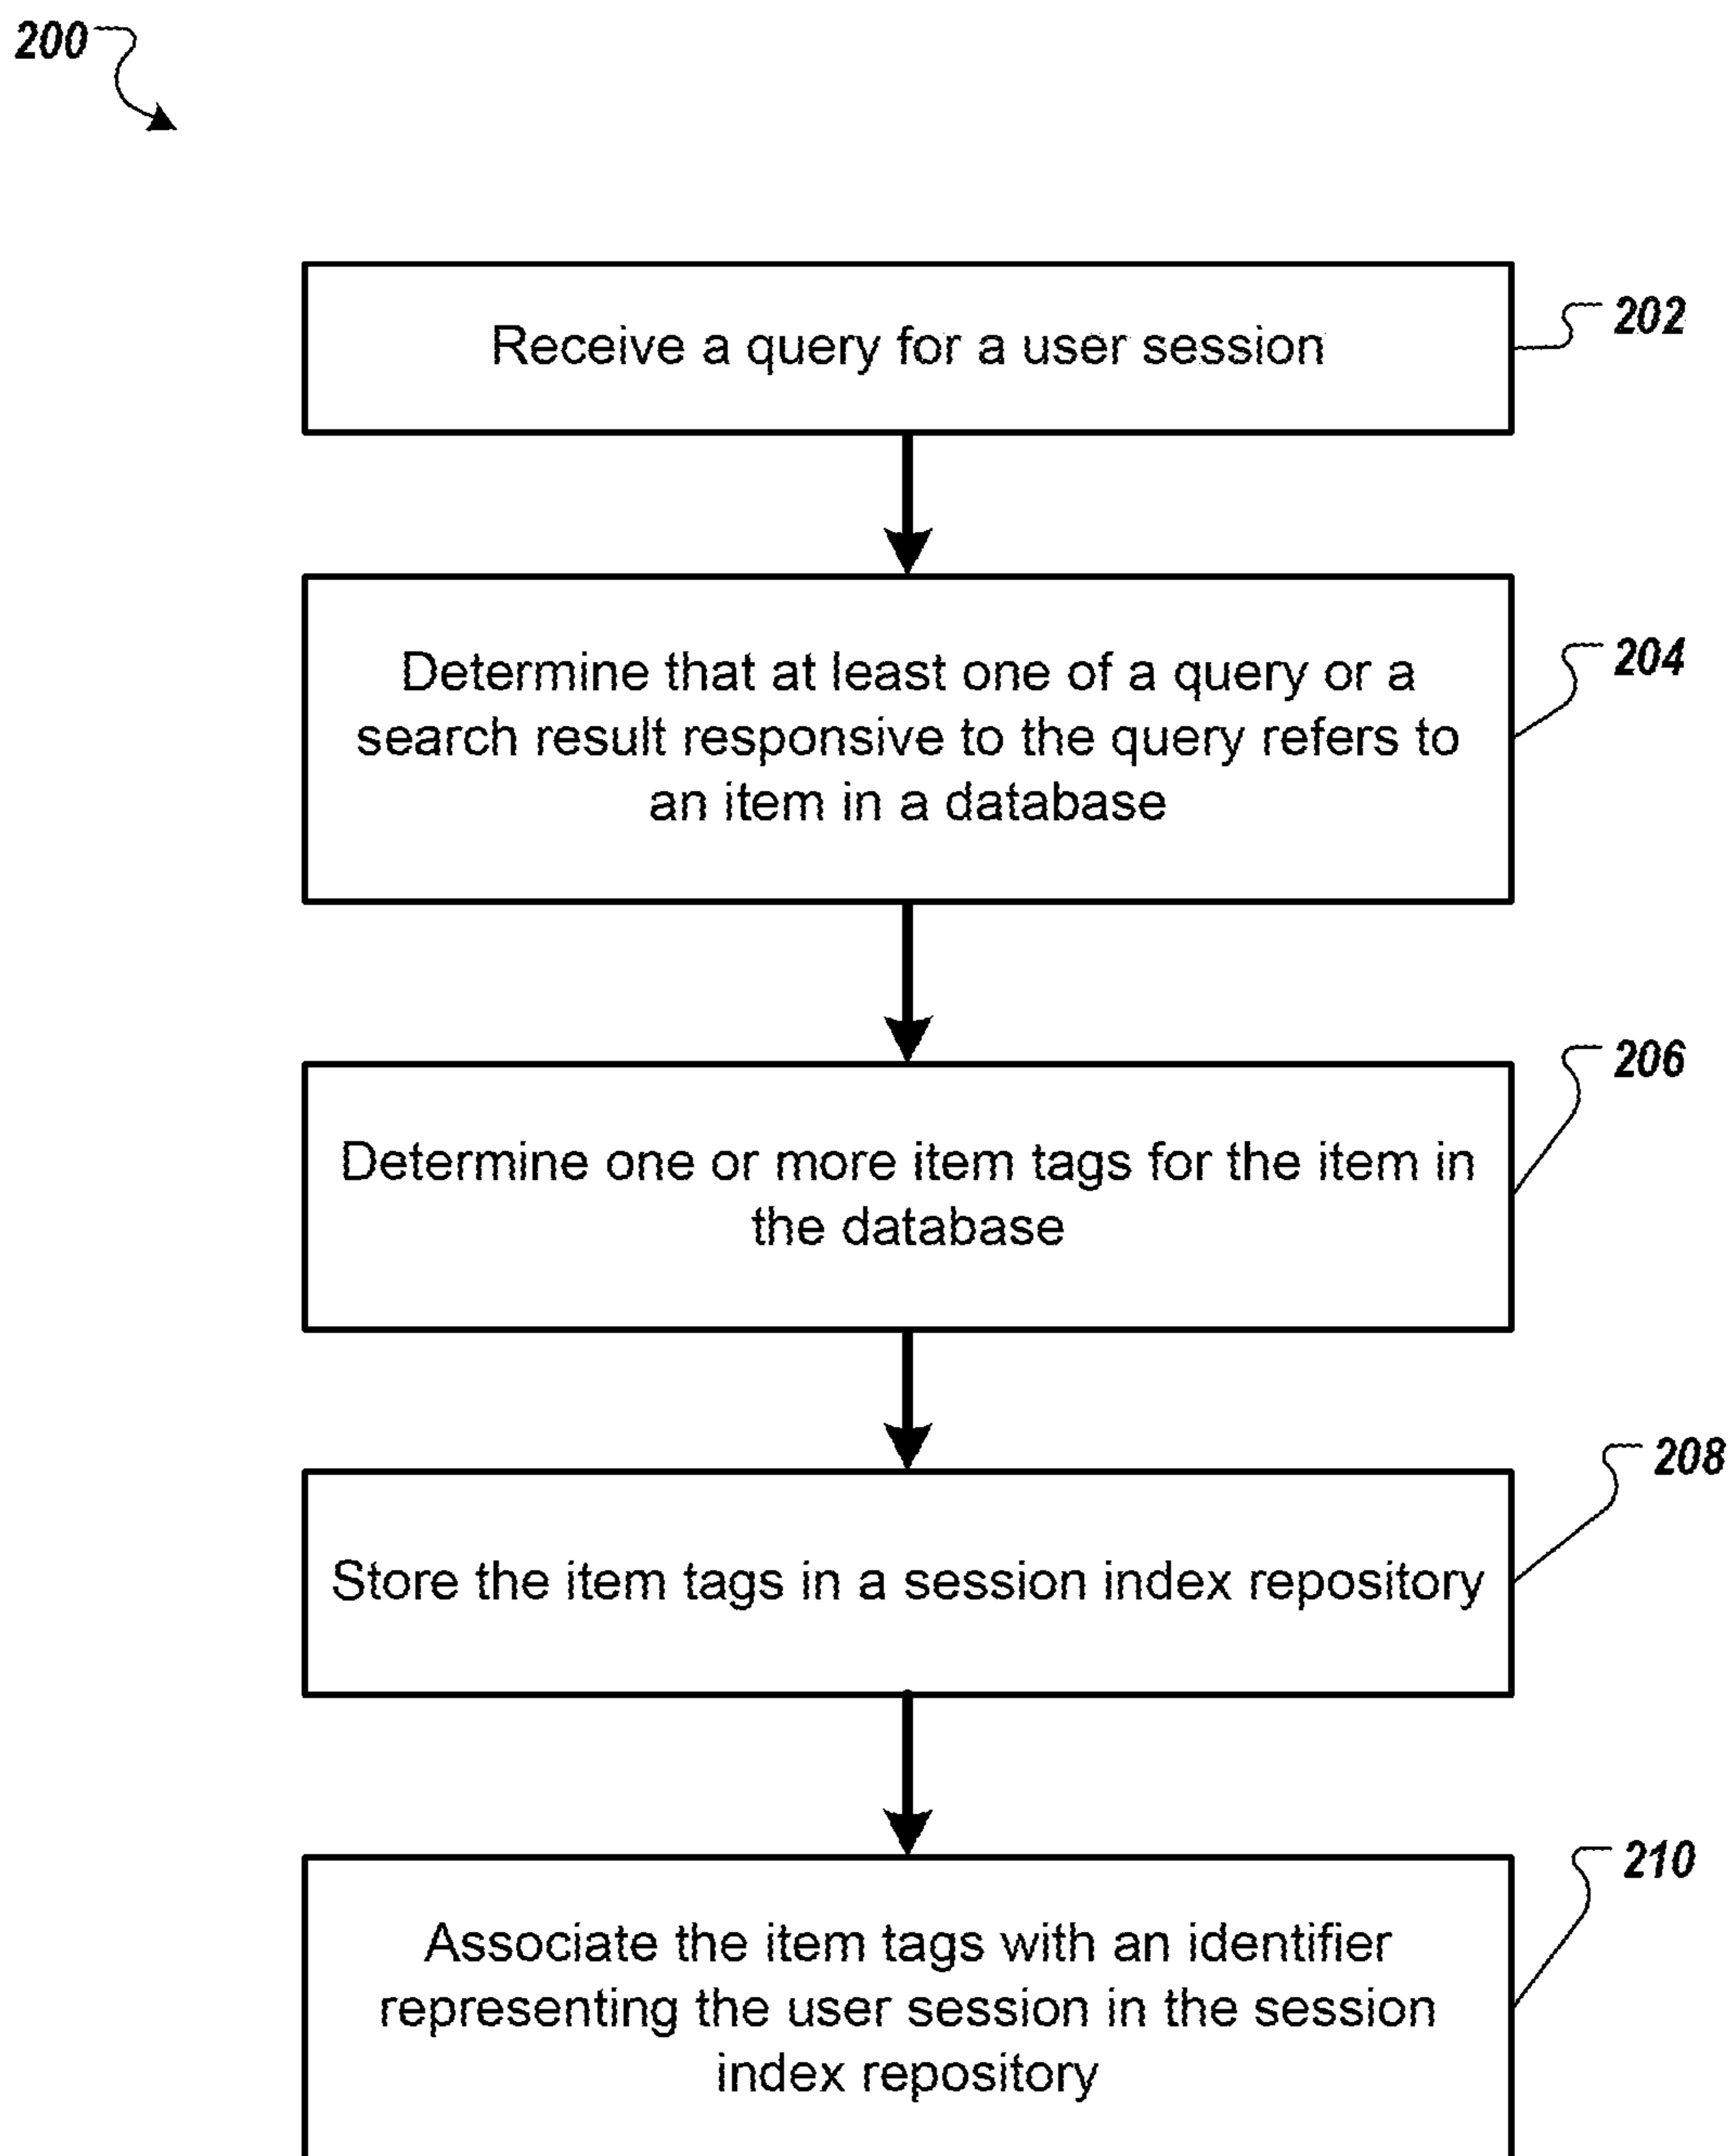 200
Receive a query for a user session
202
Determine that at least one of a query or a
search result responsive to the query refers to
an item in a database
204
Determine one or more item tags for the item in
the database
206
Store the item tags in a session index repository
208
Associate the item tags with an identifier
representing the user session in the session
index repository
210